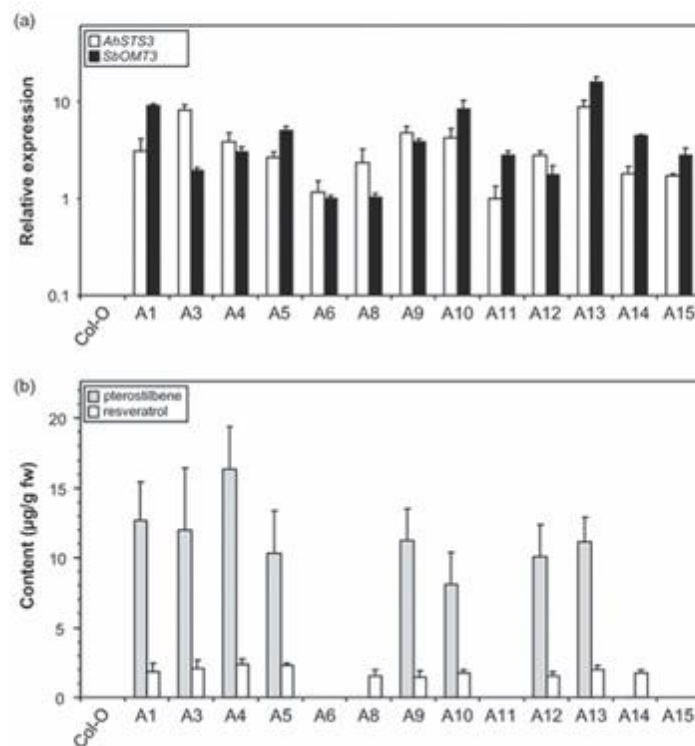 (a)
AhSTS3
SbOMT3
Relative expression
10
1
0.1
Col-O A1 A3 A4 A5 A6 A8 A9 A10 A11 A12 A13 A14 A15
(b)
pterostilbene
resveratrol
Content (µg/g fw)
20
15
10
5
0
Col-O A1 A3 A4 A5 A6 A8 A9 A10 A11 A12 A13 A14 A15